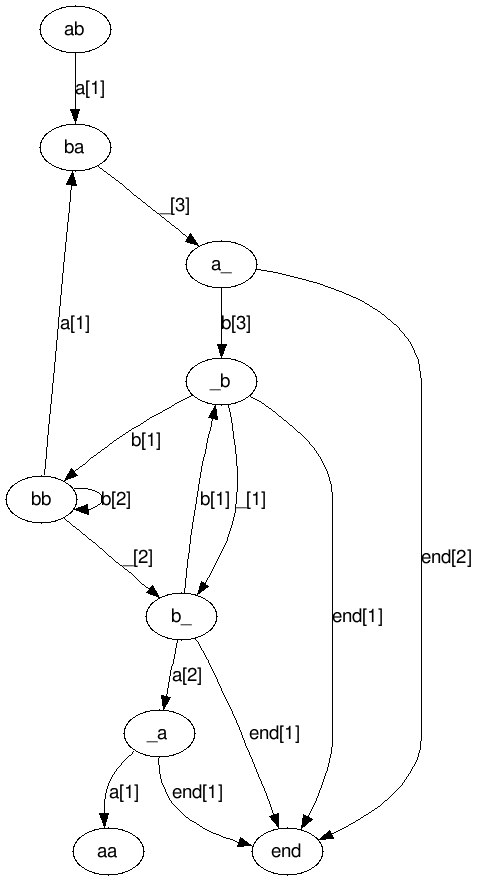 ab
a[1]
ba
_[3]
a_
a[1]
b[3]
_b
b[1]
bb
b[2]
b[1]
_[1]
_[2]
end[2]
b_
end[1]
a[2]
_a
end[1]
a[1]
end[1]
aa
end